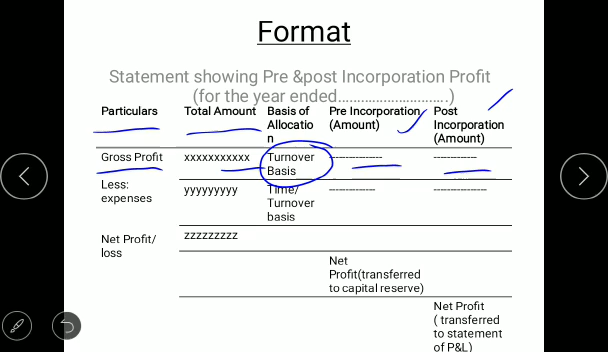 Format
Statement showing Pre &post Incorporation Profit
(for the year ended............................)
Particulars Total Amount Basis of Allocatio n Pre Incorporation (Amount) Post Incorporation (Amount)
Gross Profit xxxxxxxxxxx Turnover Basis ---------------- -------------
Less: expenses yyyyyyyyy Time/ Turnover basis -------------- ----------------
Net Profit/ loss zzzzzzzzz
Net Profit(transferred to capital reserve)
Net Profit ( transferred to statement of P&L)